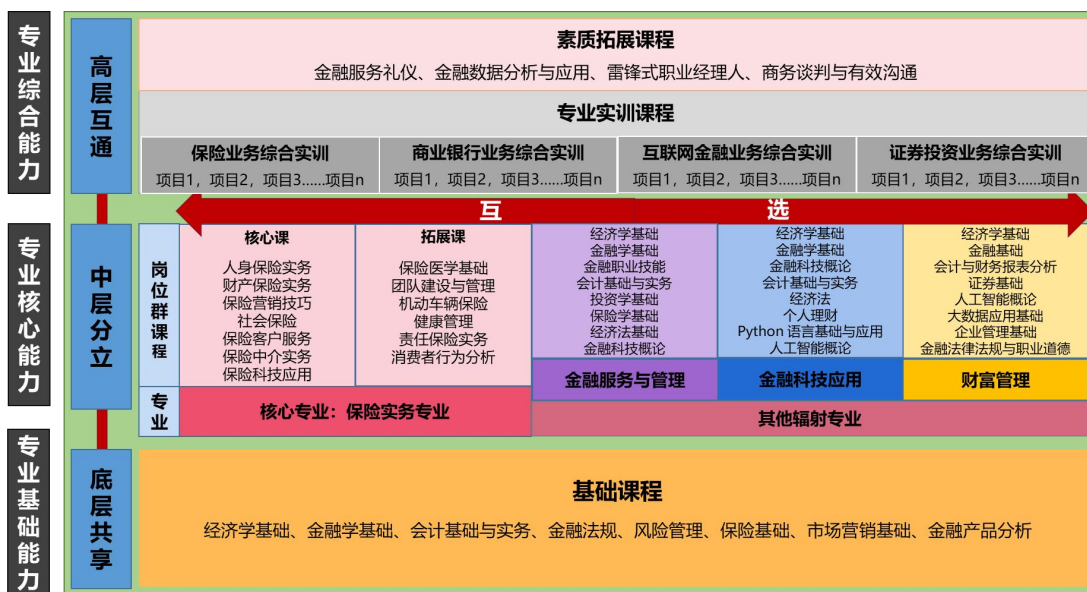 专业综合能力
高层互通
素质拓展课程
金融服务礼仪、金融数据分析与应用、雷锋式职业经理人、商务谈判与有效沟通
专业实训课程
保险业务综合实训
项目1，项目2，项目3……项目n
商业银行业务综合实训
项目1，项目2，项目3……项目n
互联网金融业务综合实训
项目1，项目2，项目3……项目n
证券投资业务综合实训
项目1，项目2，项目3……项目n
互 选
专业核心能力
中层分立
岗位群课程
核心课
人身保险实务
财产保险实务
保险营销技巧
社会保险
保险客户服务
保险中介实务
保险科技应用
拓展课
保险医学基础
团队建设与管理
机动车辆保险
健康管理
责任保险实务
消费者行为分析
经济学基础
金融学基础
金融职业技能
会计基础与实务
投资学基础
保险学基础
经济法基础
金融科技概论
金融服务与管理
经济学基础
金融学基础
金融科技概论
会计基础与实务
经济法
个人理财
Python 语言基础与应用
人工智能概论
金融科技应用
经济学基础
金融基础
会计与财务报表分析
证券基础
人工智能概论
大数据应用基础
企业管理基础
金融法律法规与职业道德
财富管理
专业
核心专业：保险实务专业
其他辐射专业
专业基础能力
底层共享
基础课程
经济学基础、金融学基础、会计基础与实务、金融法规、风险管理、保险基础、市场营销基础、金融产品分析